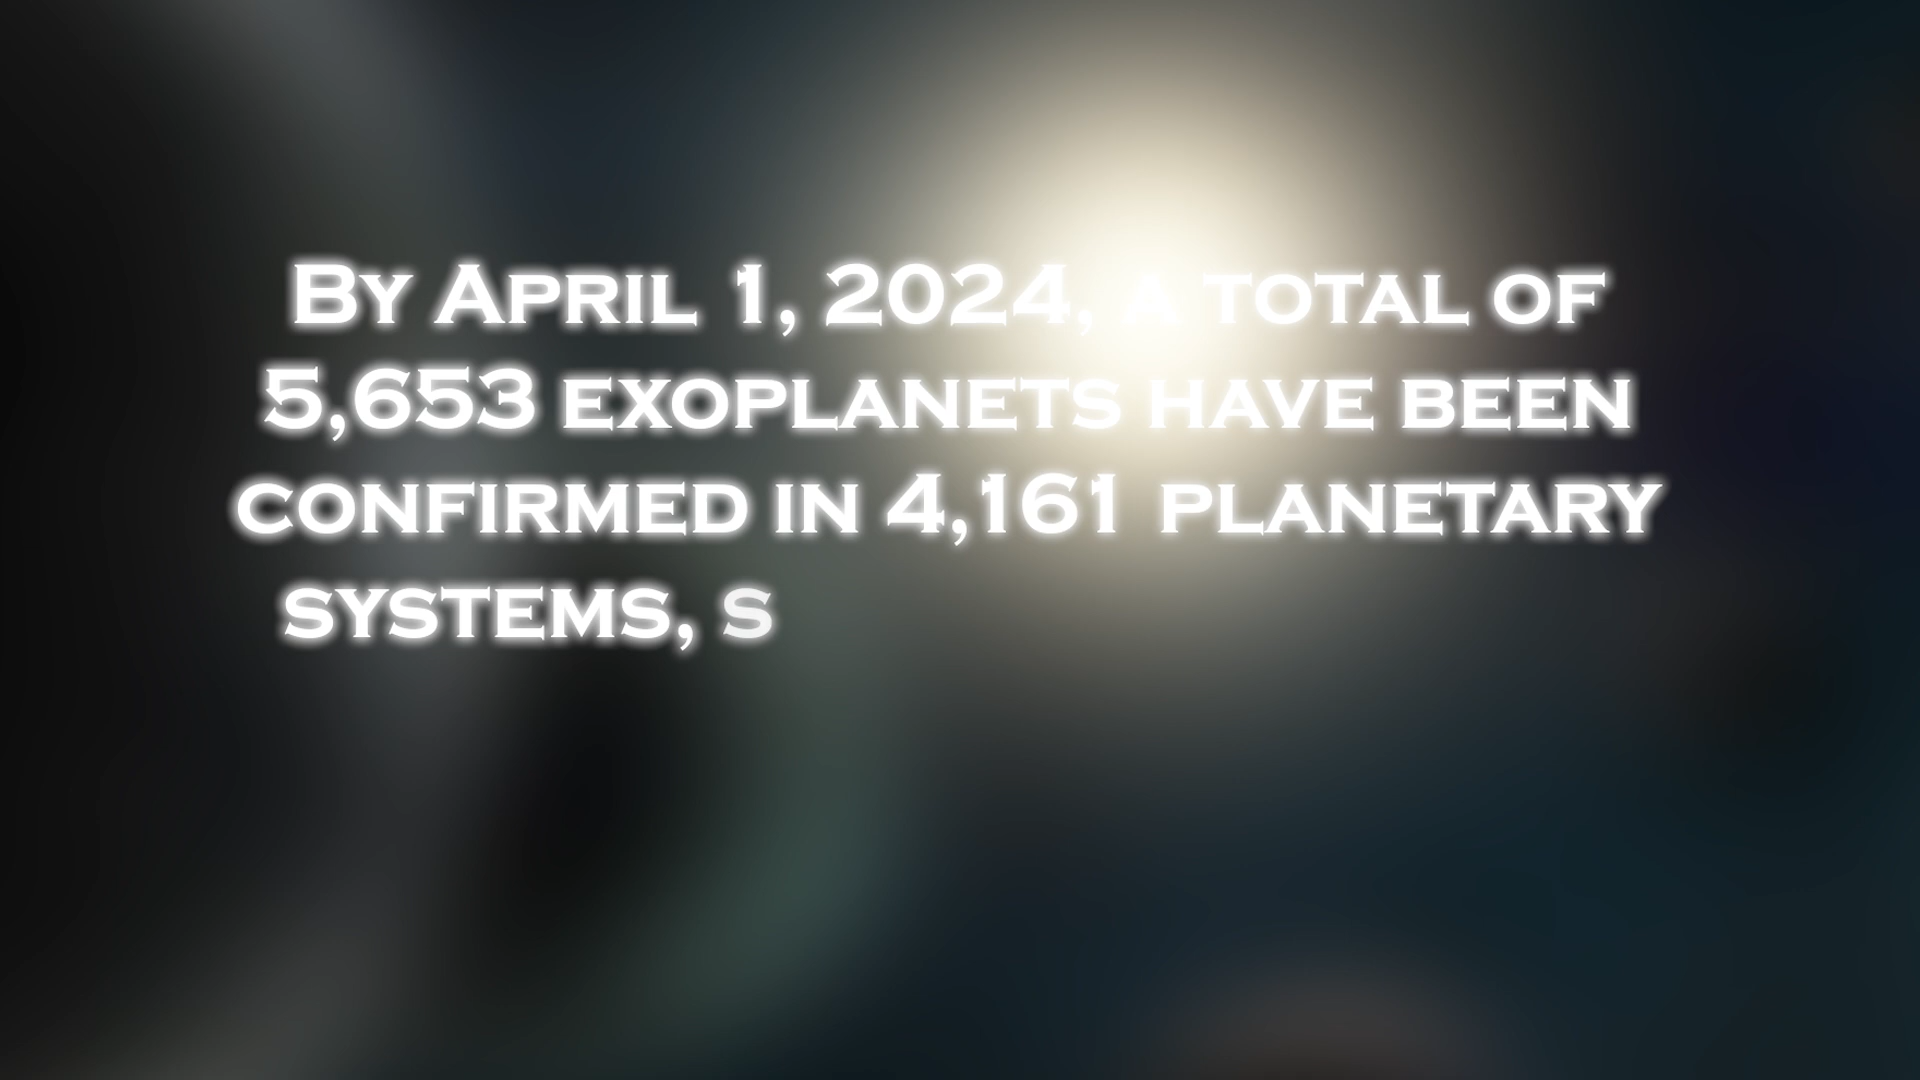 By April 1, 2024, a total of
5,653 exoplanets have been
confirmed in 4,161 planetary
systems, s